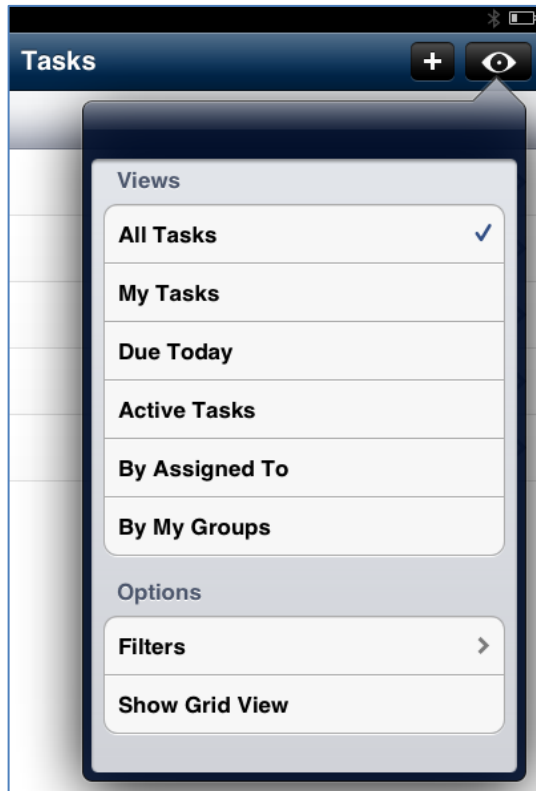 Tasks
Views
All Tasks
My Tasks
Due Today
Active Tasks
By Assigned To
By My Groups
Options
Filters
Show Grid View